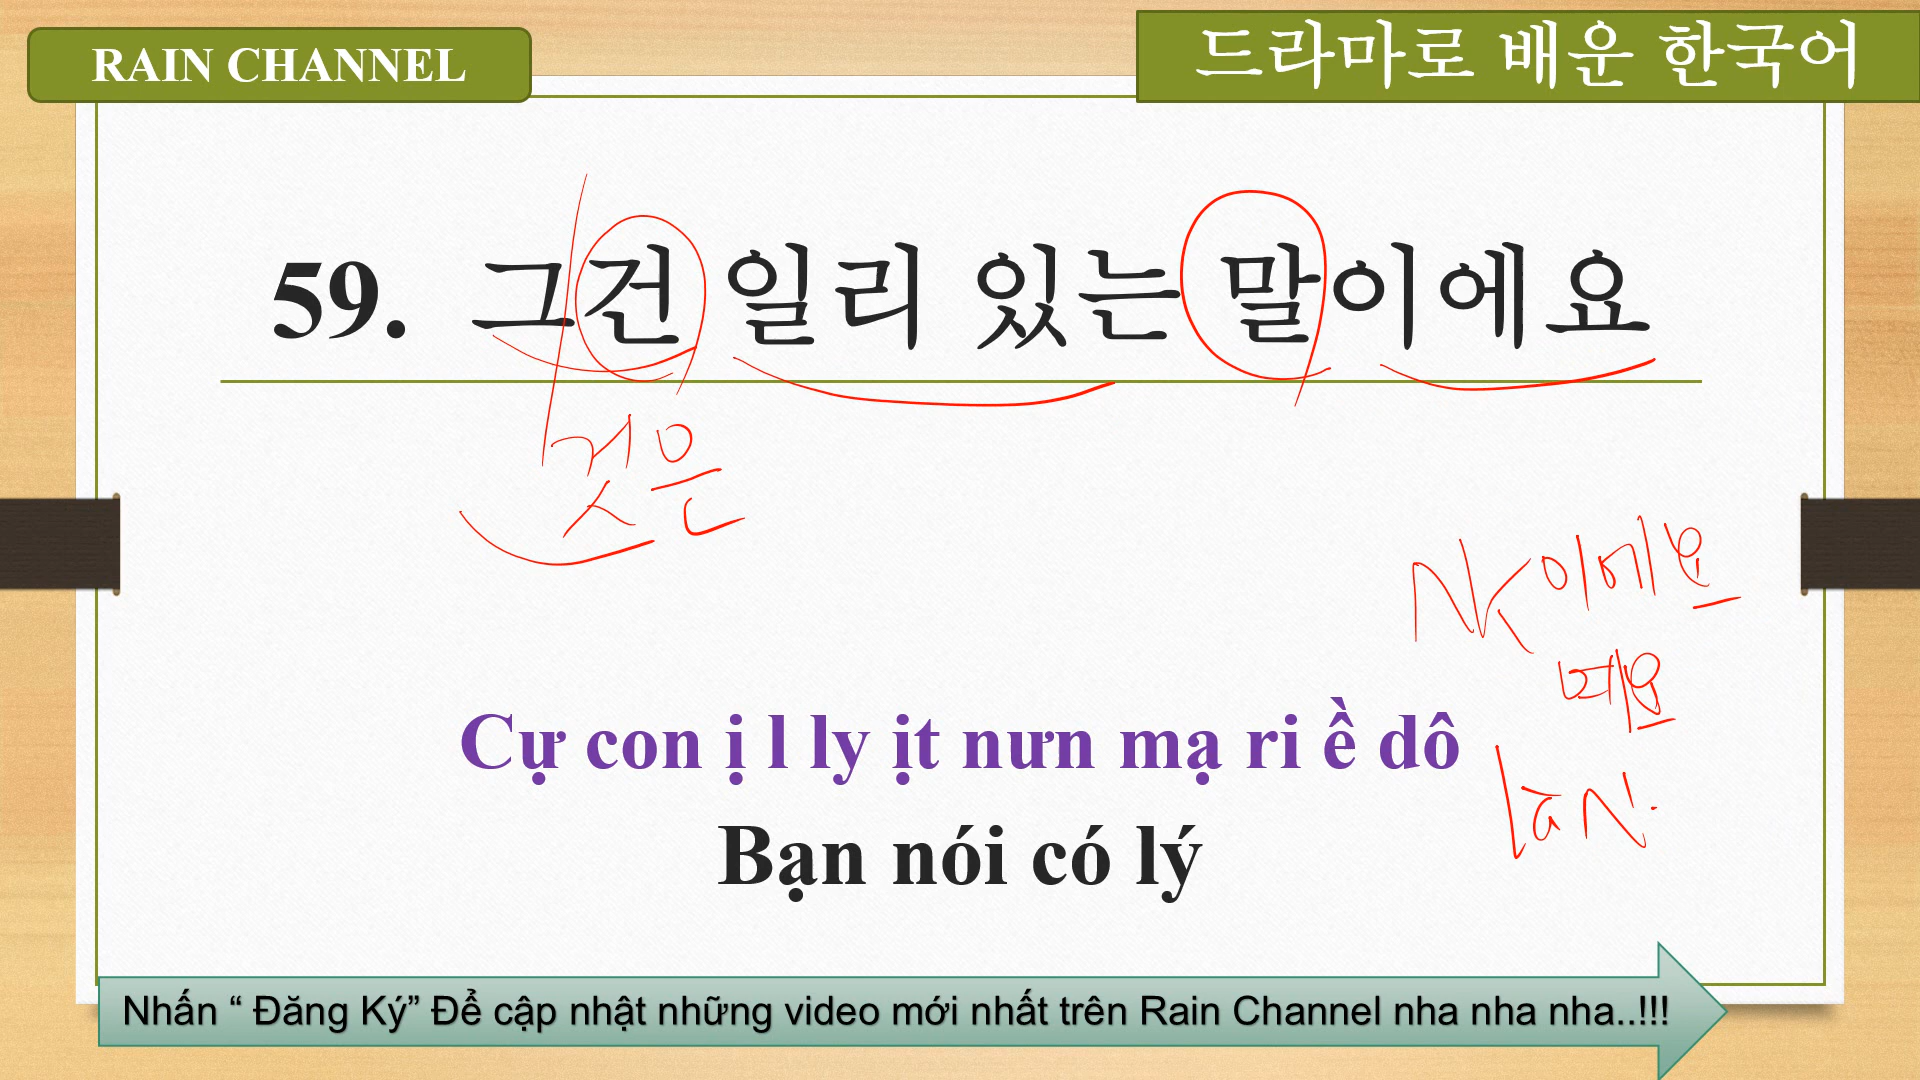 RAIN CHANNEL
드라마로 배운 한국어
59. 그건 일리 있는 말이에요
것은
N이에요
예요
là N.
Cự con ị l ly ịt nưn mạ ri ề dô
Bạn nói có lý
Nhấn “ Đăng Ký” Để cập nhật những video mới nhất trên Rain Channel nha nha nha..!!!